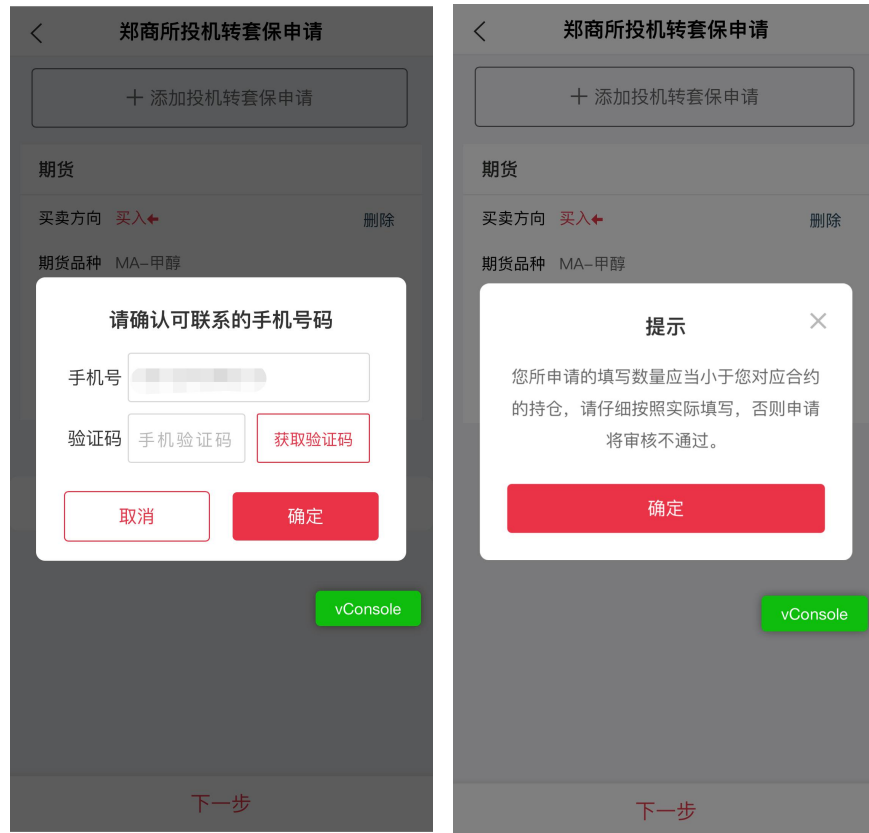 郑商所投机转套保申请
+ 添加投机转套保申请
期货
买卖方向 买入 删除
期货品种 MA-甲醇
请确认可联系的手机号码
手机号
验证码 手机验证码 获取验证码
取消 确定
vConsole
下一步
郑商所投机转套保申请
+ 添加投机转套保申请
期货
买卖方向 买入 删除
期货品种 MA-甲醇
提示
您所申请的填写数量应当小于您对应合约
的持仓，请仔细按照实际填写，否则申请
将审核不通过。
确定
vConsole
下一步